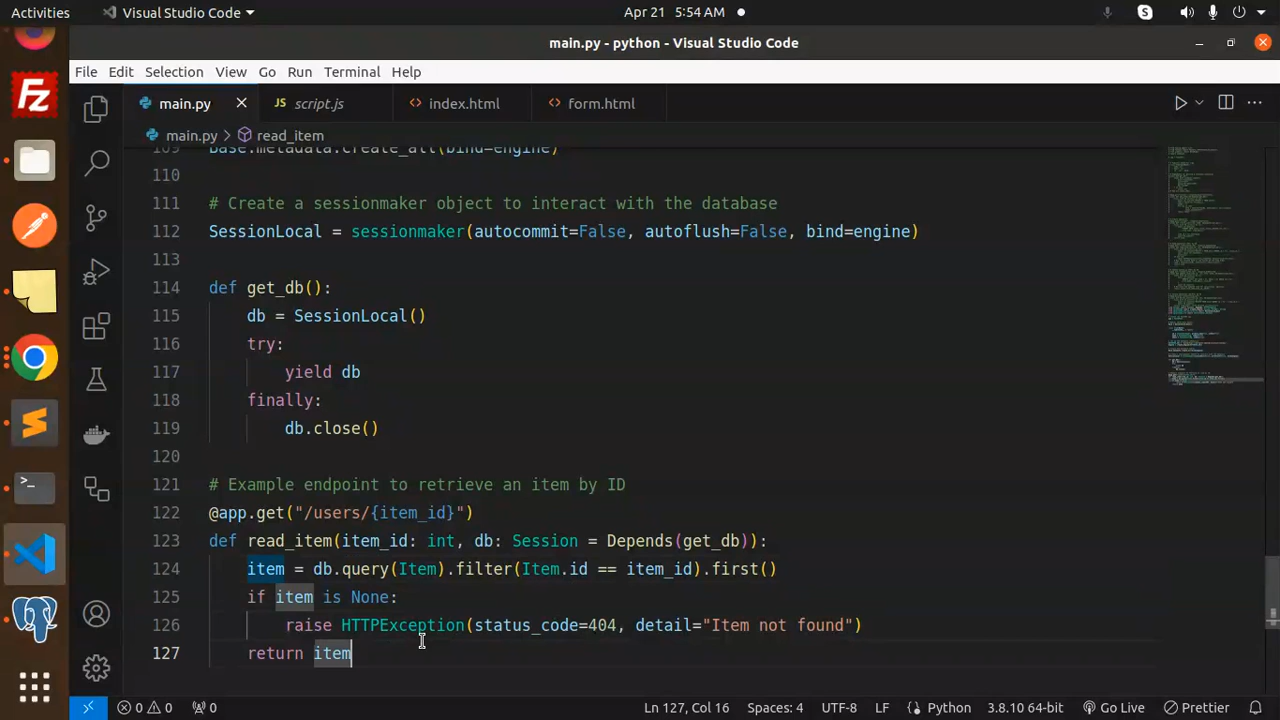 Activities
Visual Studio Code
Apr 21 5:54 AM
main.py - python - Visual Studio Code
File Edit Selection View Go Run Terminal Help
main.py script.js index.html form.html
main.py > read_item
109 Base.metadata.create_all(bind=engine)
110
111 # Create a sessionmaker object to interact with the database
112 SessionLocal = sessionmaker(autocommit=False, autoflush=False, bind=engine)
113
114 def get_db():
115 db = SessionLocal()
116 try:
117 yield db
118 finally:
119 db.close()
120
121 # Example endpoint to retrieve an item by ID
122 @app.get("/users/{item_id}")
123 def read_item(item_id: int, db: Session = Depends(get_db)):
124 item = db.query(Item).filter(Item.id == item_id).first()
125 if item is None:
126 raise HTTPException(status_code=404, detail="Item not found")
127 return item
0 0 0 Ln 127, Col 16 Spaces: 4 UTF-8 LF Python 3.8.10 64-bit Go Live Prettier